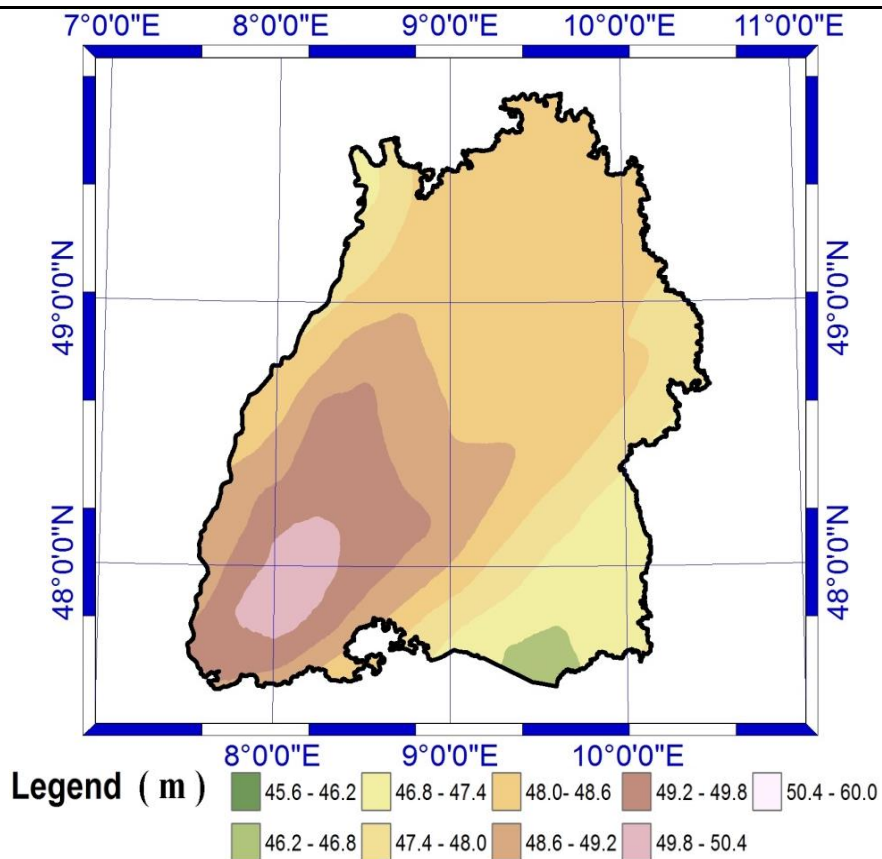 7°0'0"E 8°0'0"E 9°0'0"E 10°0'0"E 11°0'0"E
49°0'0"N 49°0'0"N
48°0'0"N 48°0'0"N
8°0'0"E 9°0'0"E 10°0'0"E
Legend ( m ) 45.6 - 46.2 46.8 - 47.4 48.0- 48.6 49.2 - 49.8 50.4 - 60.0
46.2 - 46.8 47.4 - 48.0 48.6 - 49.2 49.8 - 50.4